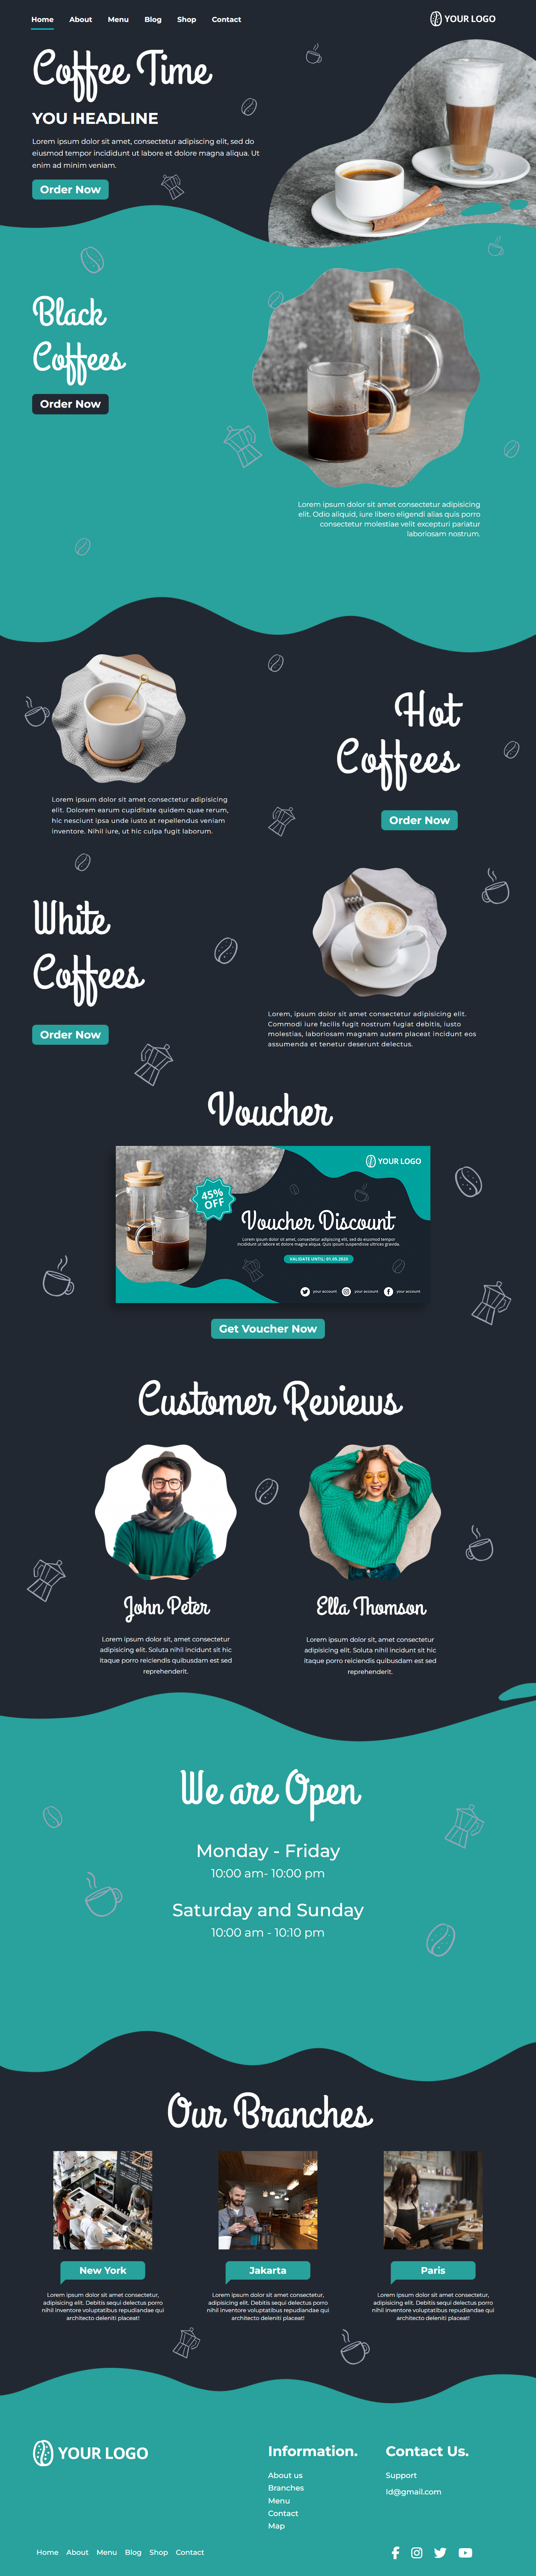 Home About Menu Blog Shop Contact
YOUR LOGO
Coffee Time
YOU HEADLINE
Lorem ipsum dolor sit amet, consectetur adipiscing elit, sed do
eiusmod tempor incididunt ut labore et dolore magna aliqua. Ut
enim ad minim veniam.
Order Now
Black
Coffees
Order Now
Lorem ipsum dolor sit amet consectetur adipisicing
elit. Odio aliquid, iure libero eligendi alias quis porro
consectetur molestiae velit excepturi pariatur
laboriosam nostrum.
Lorem ipsum dolor sit amet consectetur adipisicing
elit. Dolorem earum cupiditate quidem quae rerum,
hic nesciunt ipsa unde iusto at repellendus veniam
inventore. Nihil iure, ut hic culpa fugit laborum.
Hot
Coffees
Order Now
White
Coffees
Order Now
Lorem, ipsum dolor sit amet consectetur adipisicing elit.
Commodi iure facilis fugit nostrum fugiat debitis, iusto
molestias, laboriosam magnam autem placeat incidunt eos
assumenda et tenetur deserunt delectus.
Voucher
YOUR LOGO
45%
OFF
Voucher Discount
Lorem ipsum dolor sit amet, consectetur adipiscing elit, sed do eiusmod tempor
incididunt ut labore et dolore magna aliqua. Quis ipsum suspendisse ultrices gravida.
VALIDATE UNTIL: 01.05.2020
your account your account your account
Get Voucher Now
Customer Reviews
John Peter
Lorem ipsum dolor sit, amet consectetur
adipisicing elit. Soluta nihil incidunt sit hic
itaque porro reiciendis quibusdam est sed
reprehenderit.
Ella Thomson
Lorem ipsum dolor sit, amet consectetur
adipisicing elit. Soluta nihil incidunt sit hic
itaque porro reiciendis quibusdam est sed
reprehenderit.
We are Open
Monday - Friday
10:00 am- 10:00 pm
Saturday and Sunday
10:00 am - 10:10 pm
Our Branches
New York
Lorem ipsum dolor sit amet consectetur,
adipisicing elit. Debitis sequi delectus porro
nihil inventore voluptatibus repudiandae qui
architecto deleniti placeat!
Jakarta
Lorem ipsum dolor sit amet consectetur,
adipisicing elit. Debitis sequi delectus porro
nihil inventore voluptatibus repudiandae qui
architecto deleniti placeat!
Paris
Lorem ipsum dolor sit amet consectetur,
adipisicing elit. Debitis sequi delectus porro
nihil inventore voluptatibus repudiandae qui
architecto deleniti placeat!
YOUR LOGO
Information.
About us
Branches
Menu
Contact
Map
Contact Us.
Support
Id@gmail.com
Home About Menu Blog Shop Contact